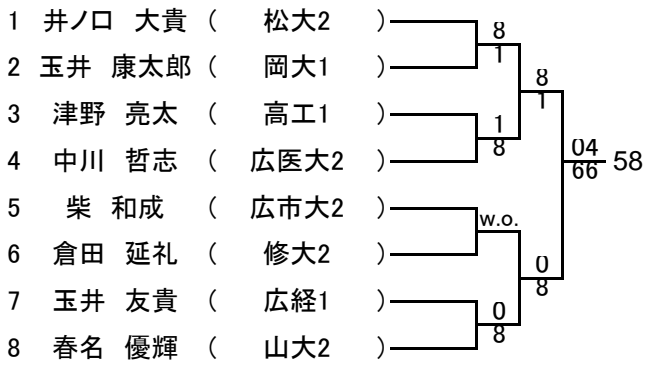 1 井ノ口 大貴 ( 松大2 )
8
1
2 玉井 康太郎 ( 岡大1 )
8
1
3 津野 亮太 ( 高工1 )
1
8
4 中川 哲志 ( 広医大2 )
04
66
58
5 柴 和成 ( 広市大2 )
w.o.
6 倉田 延礼 ( 修大2 )
0
8
7 玉井 友貴 ( 広経1 )
0
8
8 春名 優輝 ( 山大2 )